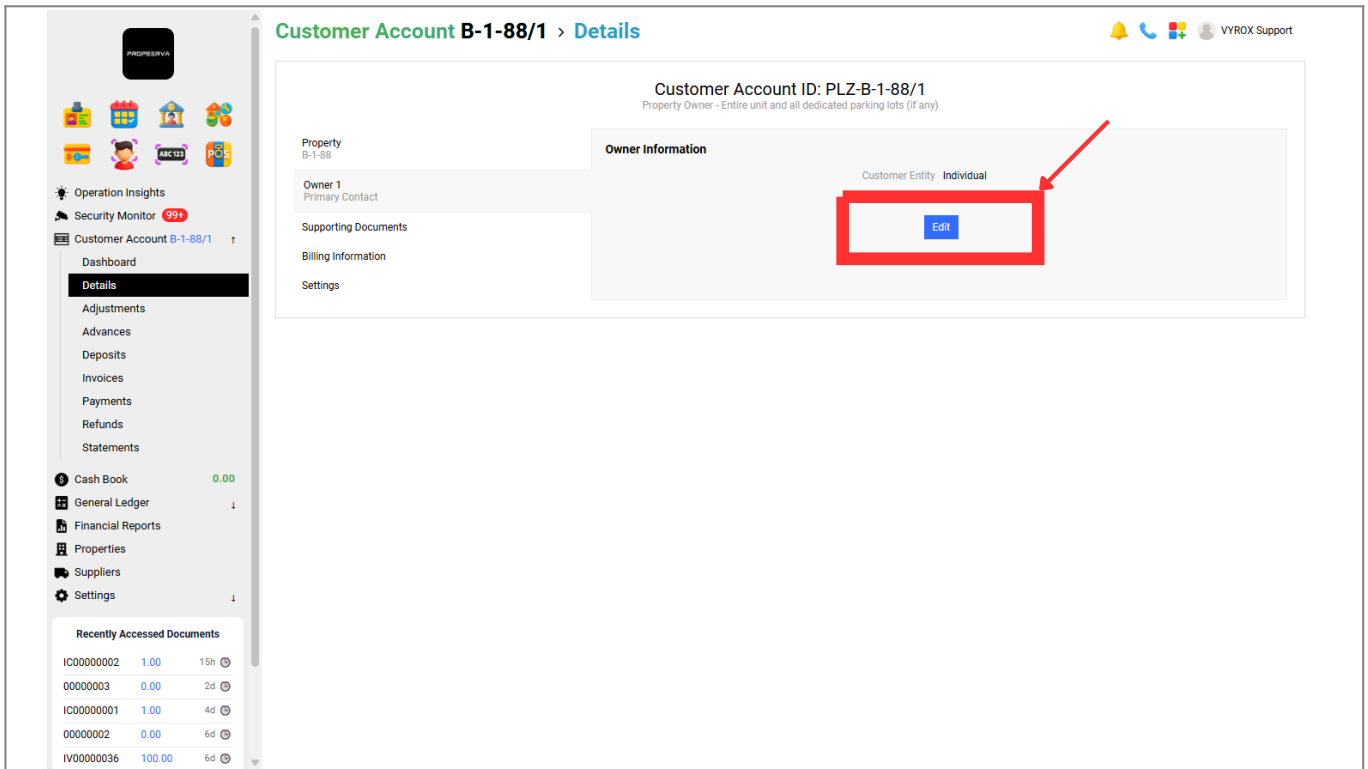 PROPEERVA
ABC 123
POS
Operation Insights
Security Monitor 99+
Customer Account B-1-88/1 ↑
Dashboard
Details
Adjustments
Advances
Deposits
Invoices
Payments
Refunds
Statements
Cash Book 0.00
General Ledger ↓
Financial Reports
Properties
Suppliers
Settings ↓
Recently Accessed Documents
IC00000002 1.00 15h
00000003 0.00 2d
IC00000001 1.00 4d
00000002 0.00 6d
IV00000036 100.00 6d
Customer Account B-1-88/1 > Details
VYROX Support
Customer Account ID: PLZ-B-1-88/1
Property Owner - Entire unit and all dedicated parking lots (if any)
Property
B-1-88
Owner 1
Primary Contact
Supporting Documents
Billing Information
Settings
Owner Information
Customer Entity Individual
Edit